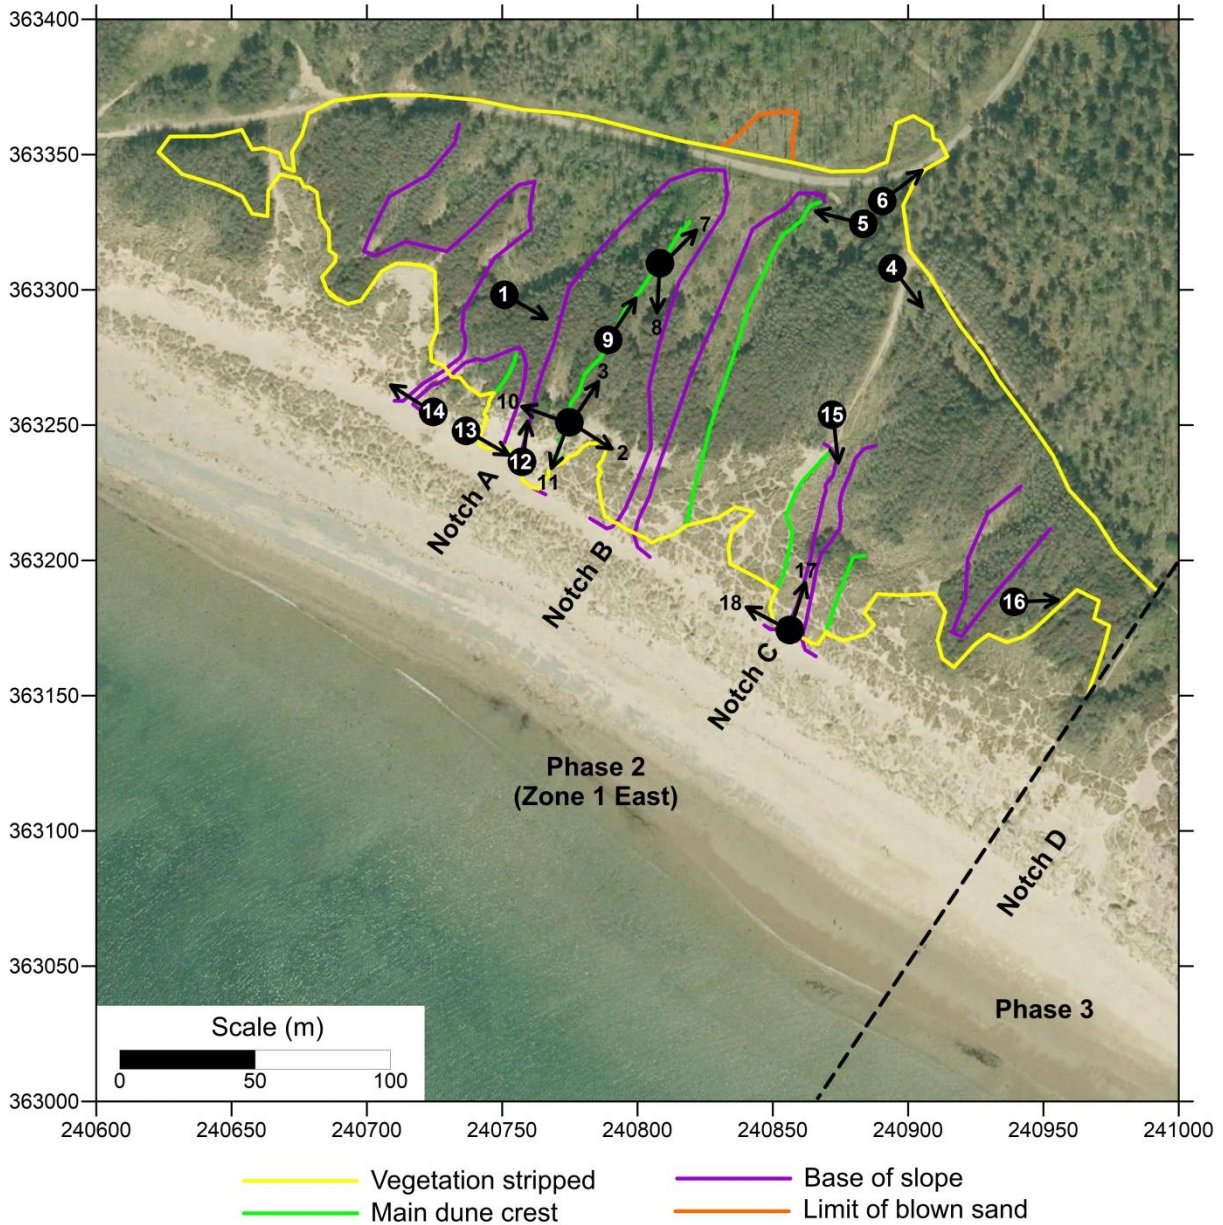 363400
363350
363300
363250
363200
363150
363100
363050
363000
6
5
7
4
1
8
9
3
10
14
15
13
2
12
11
Notch A
Notch B
17
16
18
Notch C
Phase 2
(Zone 1 East)
Notch D
Phase 3
Scale (m)
0 50 100
240600 240650 240700 240750 240800 240850 240900 240950 241000
Vegetation stripped
Base of slope
Main dune crest
Limit of blown sand